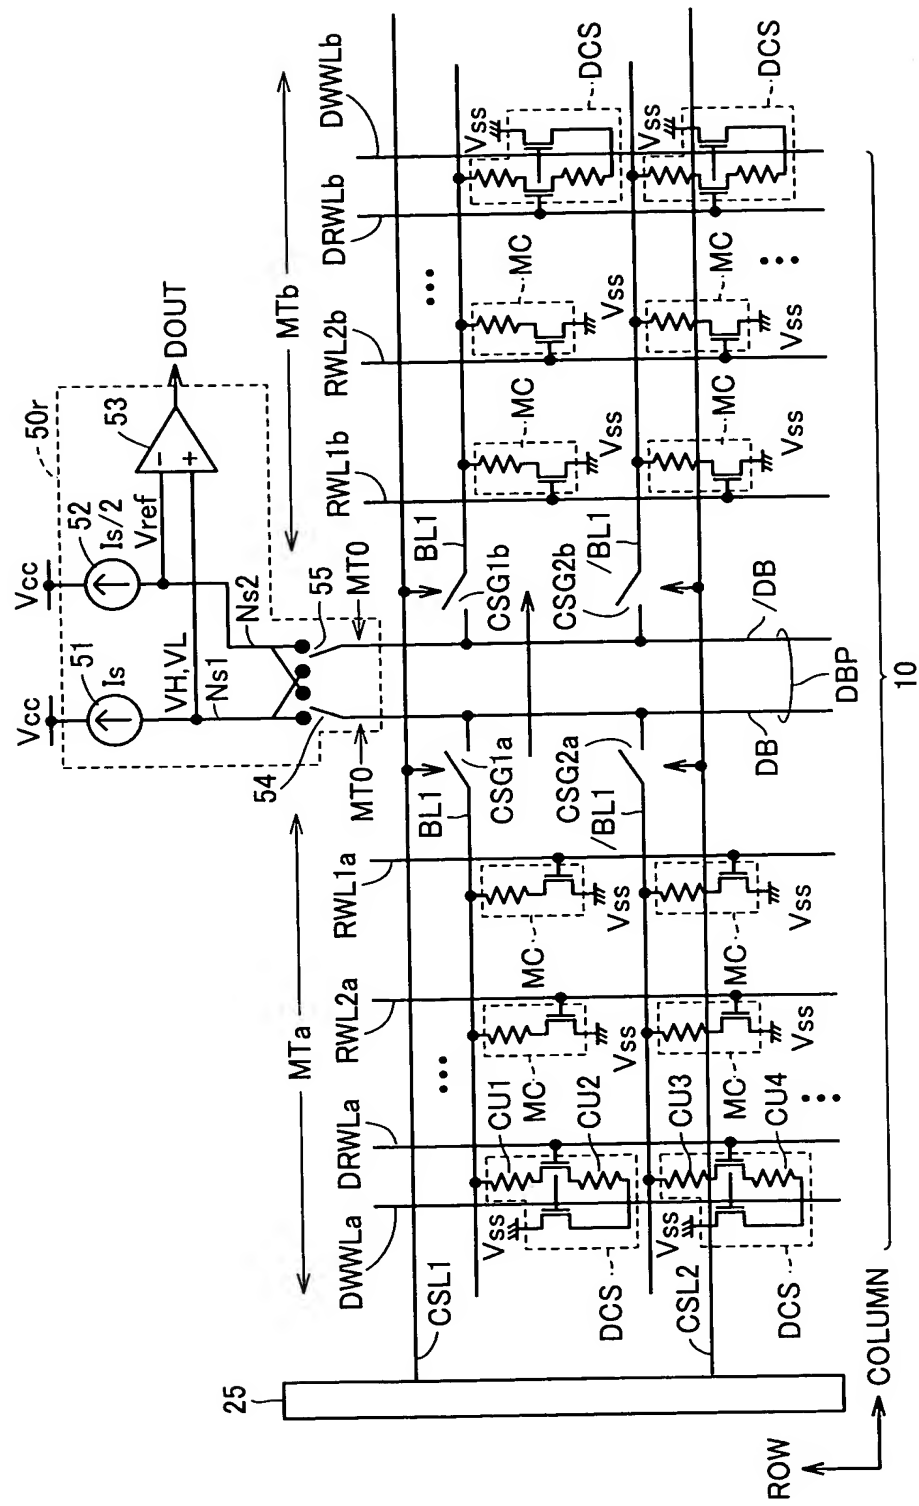 50r
Vcc
Vcc
51
Is
52
Is/2
53
DOUT
Vref
VH,VL
Ns1
Ns2
54
55
MT0
MT0
MTa
MTb
DWWLa
DRWLa
RWL2a
RWL1a
RWL1b
RWL2b
DRWLb
DWWLb
25
CSL1
BL1
BL1
CSG1a
CSG1b
Vss
CU1
CU2
MC
Vss
MC
Vss
MC
Vss
MC
Vss
Vss
DCS
DCS
CSL2
/BL1
/BL1
CSG2a
CSG2b
Vss
CU3
CU4
MC
Vss
MC
Vss
MC
Vss
MC
Vss
Vss
DCS
DCS
DB
/DB
DBP
10
ROW
COLUMN